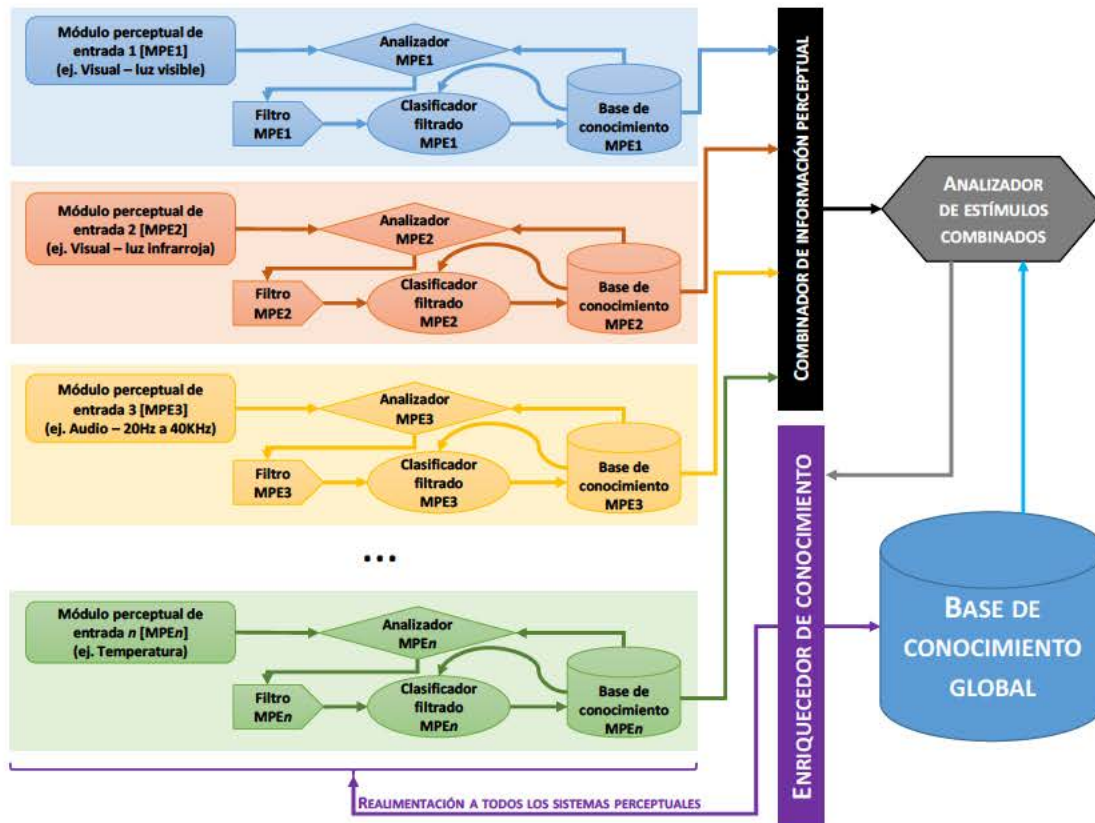 Módulo perceptual de
entrada 1 [MPE1]
(ej. Visual – luz visible)
Analizador
MPE1
Filtro
MPE1
Clasificador
filtrado
MPE1
Base de
conocimiento
MPE1
Módulo perceptual de
entrada 2 [MPE2]
(ej. Visual – luz infrarroja)
Analizador
MPE2
Filtro
MPE2
Clasificador
filtrado
MPE2
Base de
conocimiento
MPE2
Módulo perceptual de
entrada 3 [MPE3]
(ej. Audio – 20Hz a 40KHz)
Analizador
MPE3
Filtro
MPE3
Clasificador
filtrado
MPE3
Base de
conocimiento
MPE3
...
Módulo perceptual de
entrada n [MPEn]
(ej. Temperatura)
Analizador
MPEn
Filtro
MPEn
Clasificador
filtrado
MPEn
Base de
conocimiento
MPEn
REALIMENTACIÓN A TODOS LOS SISTEMAS PERCEPTUALES
COMBINADOR DE INFORMACIÓN PERCEPTUAL
ENRIQUECEDOR DE CONOCIMIENTO
ANALIZADOR
DE ESTÍMULOS
COMBINADOS
BASE DE
CONOCIMIENTO
GLOBAL